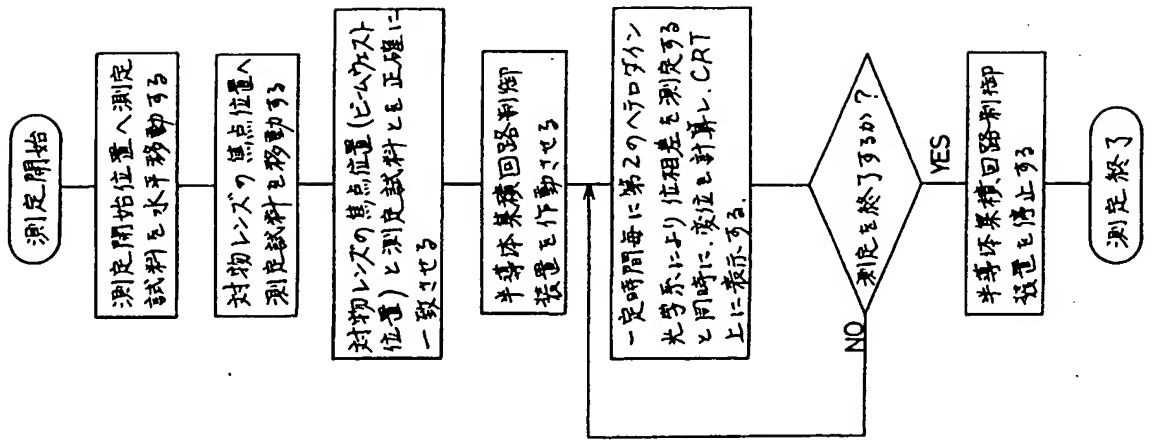 測定開始
測定開始位置へ測定
試料を水平移動する
対物レンズの焦点位置へ
測定試料を移動する
対物レンズの焦点位置(ビームウェスト
位置)と測定試料とを正確に
一致させる
半導体集積回路制御
装置を作動させる
一定時間毎に第2のヘテロダイン
光学系により位相差を測定する
と同時に、変位を計算し、CRT
上に表示する.
測定を終了するか?
NO
YES
半導体集積回路制御
装置を停止する
測定終了